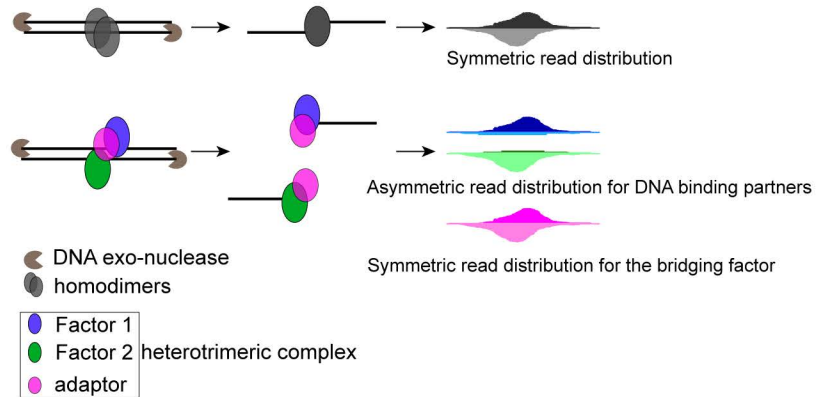 Symmetric read distribution
Asymmetric read distribution for DNA binding partners
Symmetric read distribution for the bridging factor
DNA exo-nuclease
homodimers
Factor 1
Factor 2 heterotrimeric complex
adaptor